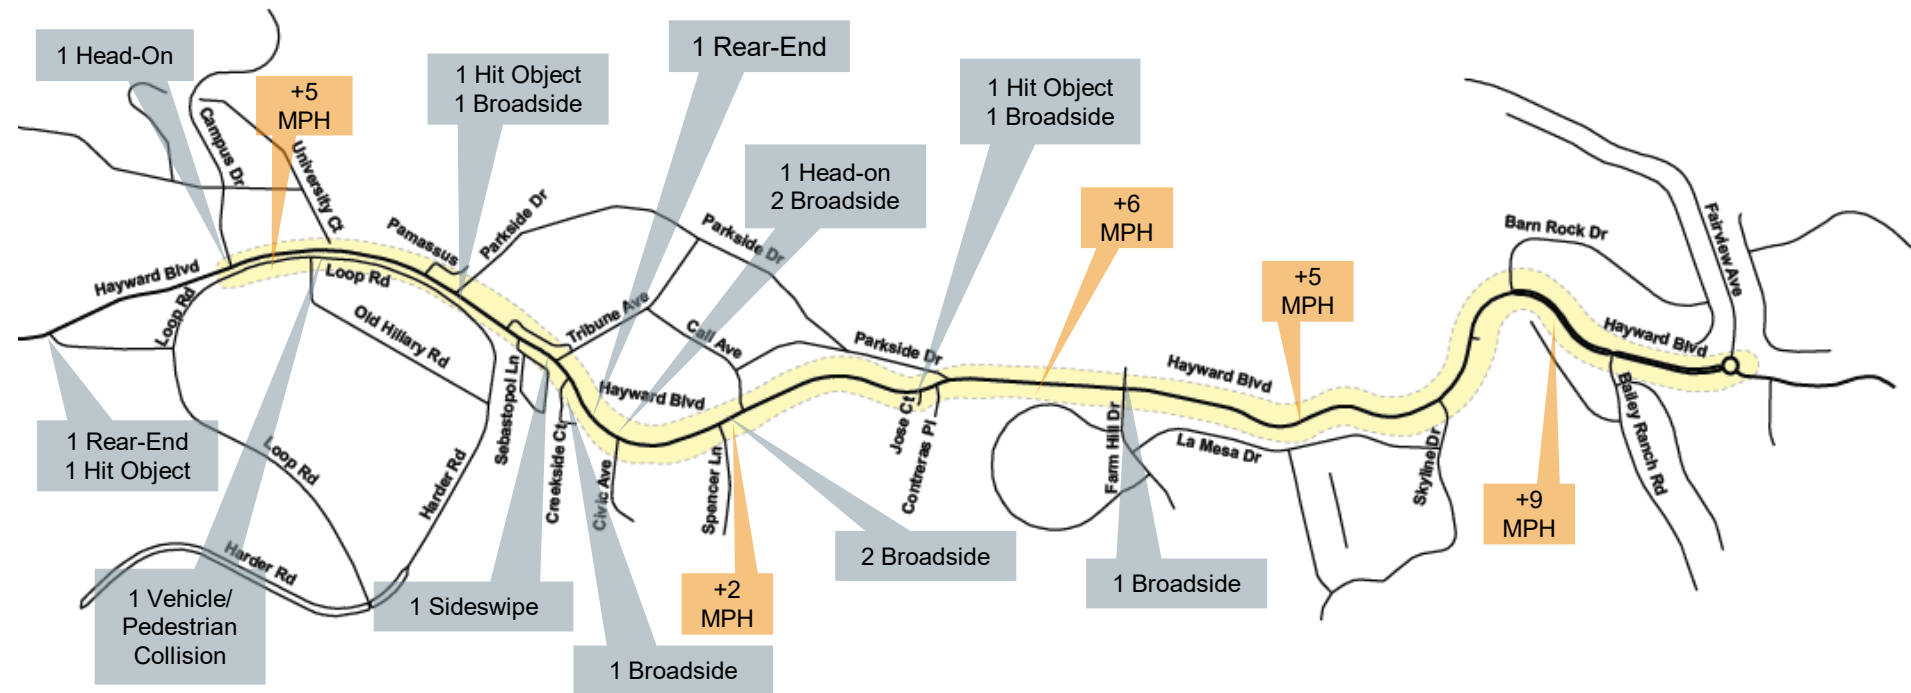 1 Head-On
+5
MPH
1 Hit Object
1 Broadside
1 Rear-End
1 Head-on
2 Broadside
1 Hit Object
1 Broadside
+6
MPH
+5
MPH
+9
MPH
1 Rear-End
1 Hit Object
1 Vehicle/
Pedestrian
Collision
1 Sideswipe
1 Broadside
+2
MPH
2 Broadside
1 Broadside
Campus Dr
University Ct
Hayward Blvd
Loop Rd
Loop Rd
Old Hillary Rd
Loop Rd
Harder Rd
Harder Rd
Parnassus
Parkside Dr
Parkside Dr
Tribune Ave
Call Ave
Parkside Dr
Sebastopol Ln
Creekside Ct
Civic Ave
Hayward Blvd
Spencer Ln
Jose Ct
Contreras Pl
Farm Hill Dr
La Mesa Dr
Hayward Blvd
Skyline Dr
Barn Rock Dr
Fairview Ave
Hayward Blvd
Bailey Ranch Rd